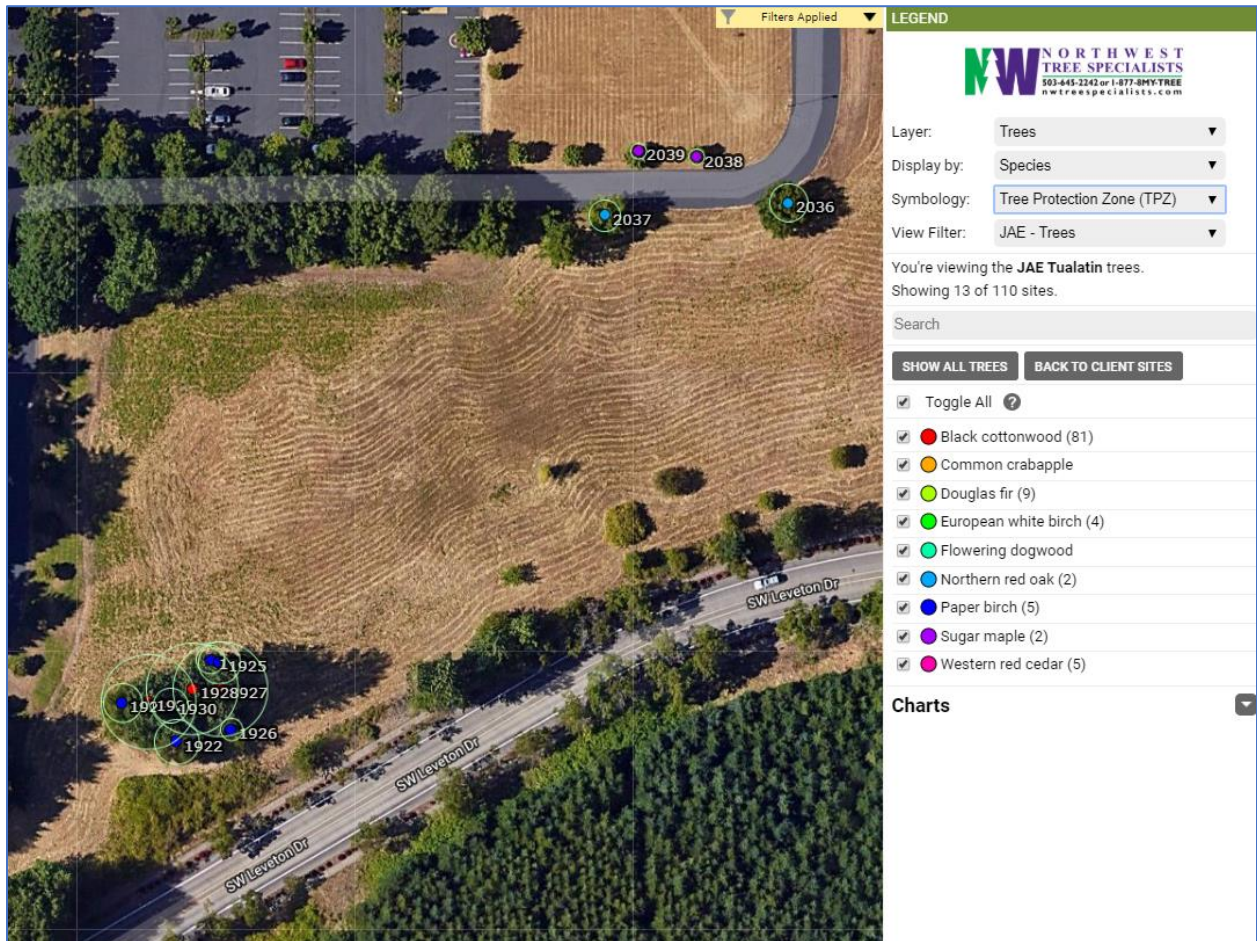 Filters Applied
2039
2038
2037
2036
SW Leveton Dr
1925
1928927
1930
1926
1922
SW Leveton Dr
SW Leveton Dr
LEGEND
NW NORTHWEST
TREE SPECIALISTS
503-645-2242 or 1-877-8MY-TREE
nwtreespecialists.com
Layer: Trees
Display by: Species
Symbology: Tree Protection Zone (TPZ)
View Filter: JAE - Trees
You're viewing the JAE Tualatin trees.
Showing 13 of 110 sites.
Search
SHOW ALL TREES BACK TO CLIENT SITES
Toggle All ?
Black cottonwood (81)
Common crabapple
Douglas fir (9)
European white birch (4)
Flowering dogwood
Northern red oak (2)
Paper birch (5)
Sugar maple (2)
Western red cedar (5)
Charts